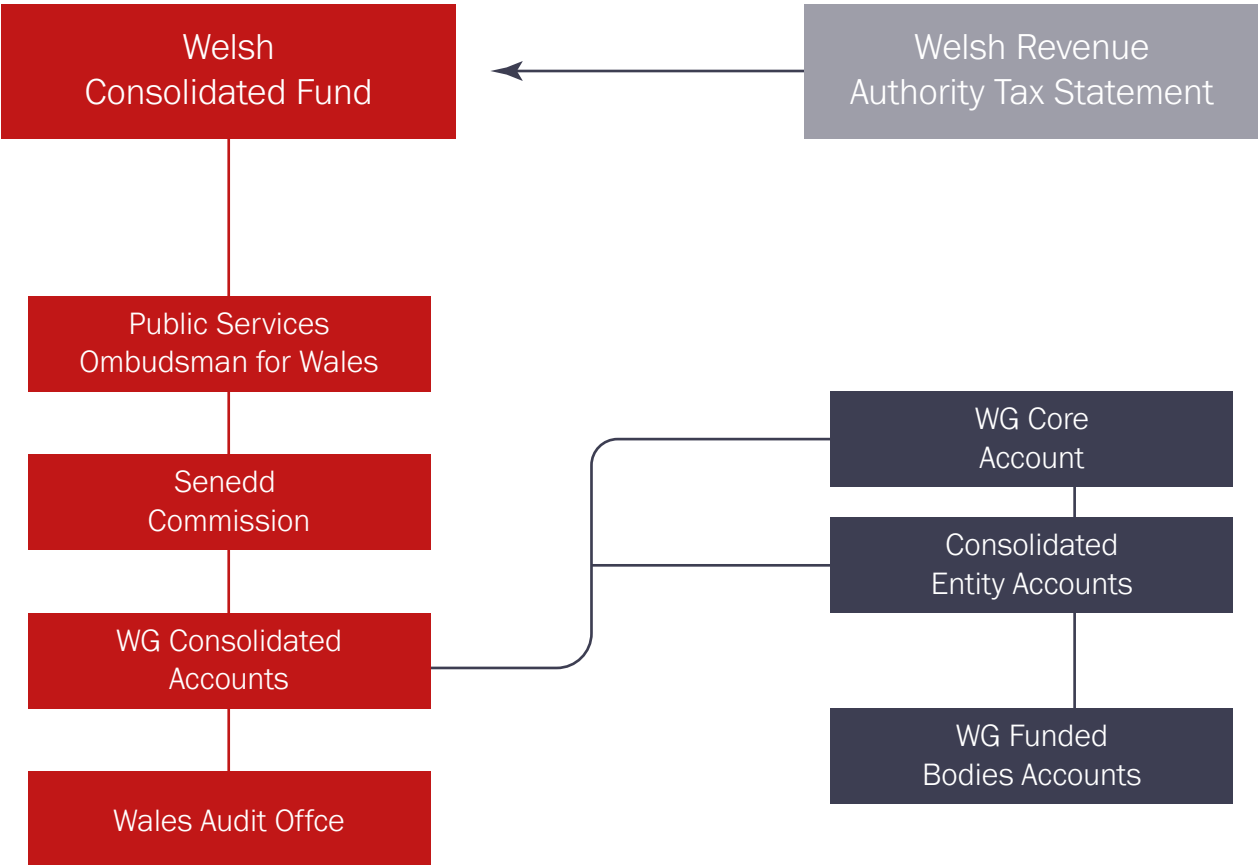 Welsh
Consolidated Fund
Welsh Revenue
Authority Tax Statement
Public Services
Ombudsman for Wales
Senedd
Commission
WG Consolidated
Accounts
Wales Audit Offce
WG Core
Account
Consolidated
Entity Accounts
WG Funded
Bodies Accounts